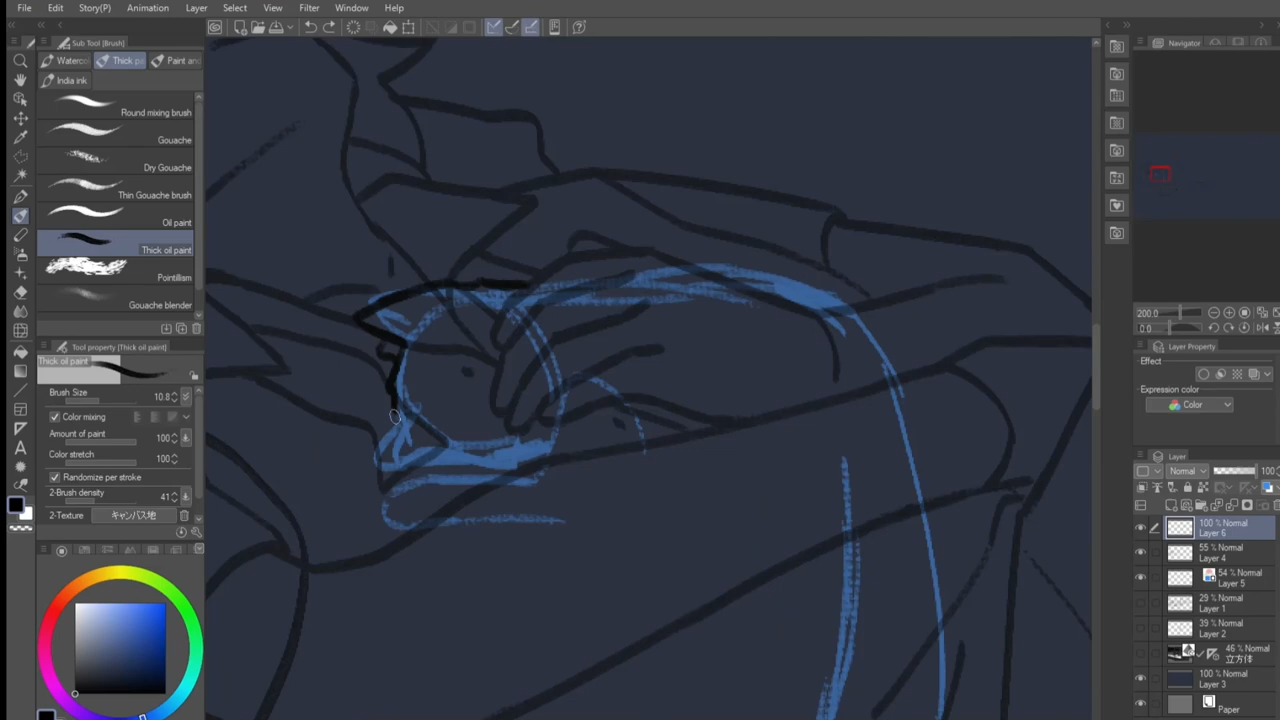 File Edit Story(P) Animation Layer Select View Filter Window Help
Sub Tool [Brush]
Waterco Thick pa Paint and
India ink
Round mixing brush
Gouache
Dry Gouache
Thin Gouache brush
Oil paint
Thick oil paint
Pointillism
Gouache blender
Tool property [Thick oil paint]
Thick oil paint
Brush Size 10.8
Color mixing
Amount of paint 100
Color stretch 100
Randomize per stroke
2-Brush density 41
2-Texture キャンバス地
Navigator
200.0
0.0
Layer Property
Effect
Expression color
Color
Layer
Normal 100
100 % Normal
Layer 6
55 % Normal
Layer 4
54 % Normal
Layer 5
29 % Normal
Layer 1
39 % Normal
Layer 2
46 % Normal
立方体
100 % Normal
Layer 3
Paper